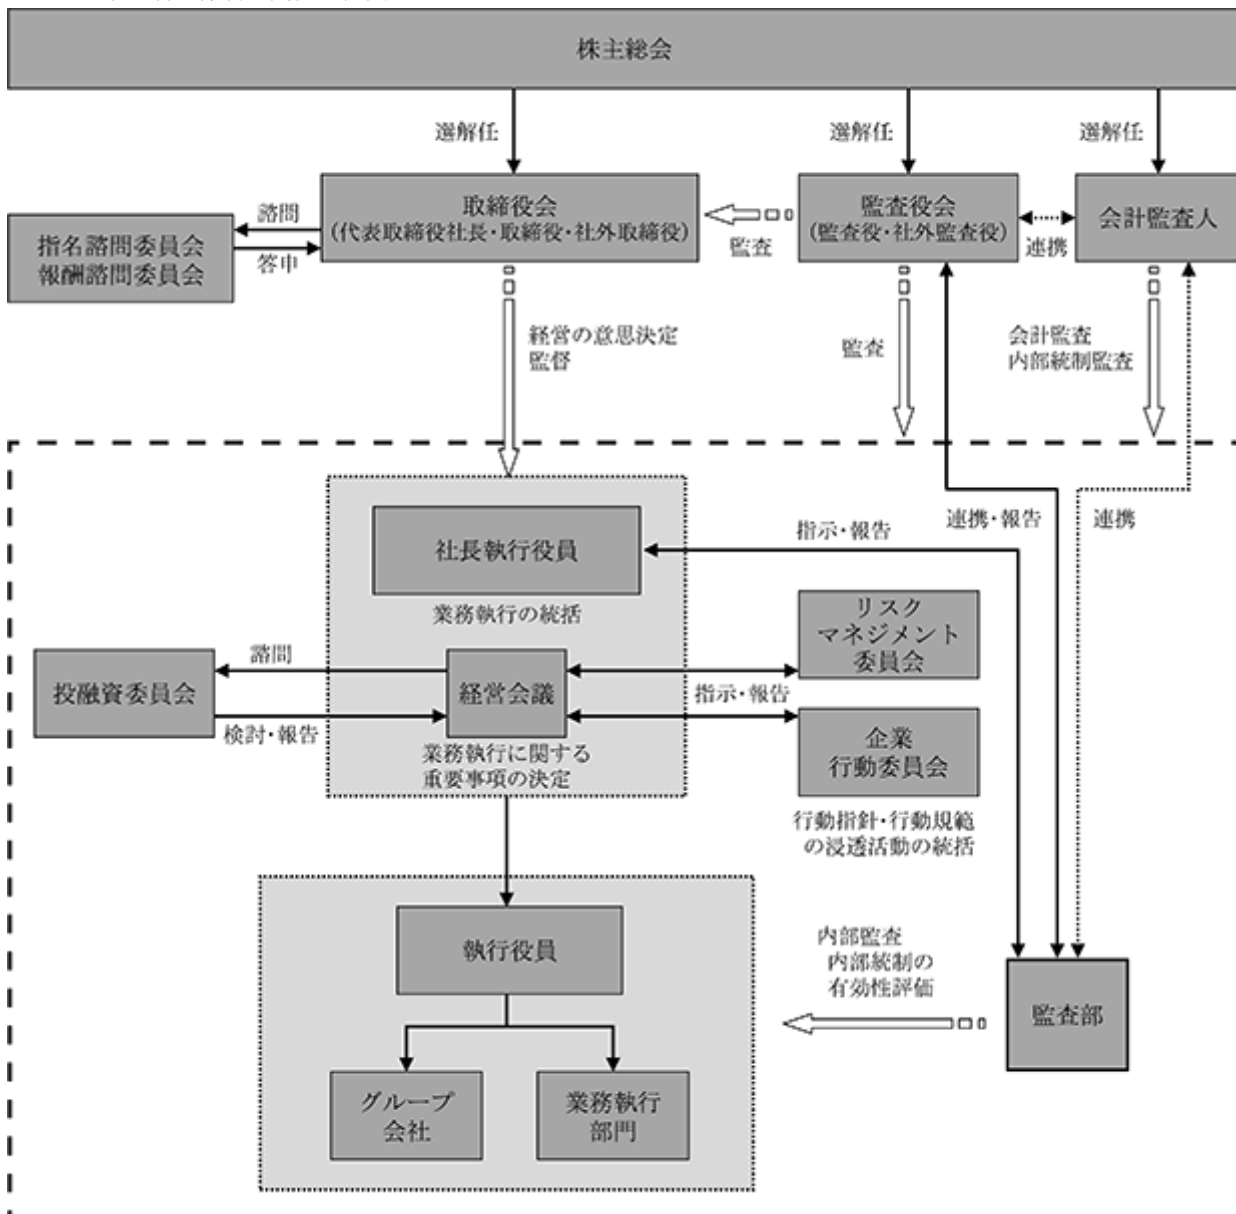 株主総会
選解任
選解任
選解任
取締役会
(代表取締役社長・取締役・社外取締役)
監査役会
(監査役・社外監査役)
会計監査人
諮問
答申
指名諮問委員会
報酬諮問委員会
監査
連携
経営の意思決定
監督
監査
会計監査
内部統制監査
社長執行役員
業務執行の統括
指示・報告
連携・報告
連携
リスク
マネジメント
委員会
諮問
投融資委員会
経営会議
検討・報告
指示・報告
業務執行に関する
重要事項の決定
企業
行動委員会
行動指針・行動規範
の浸透活動の統括
執行役員
内部監査
内部統制の
有効性評価
監査部
グループ
会社
業務執行
部門